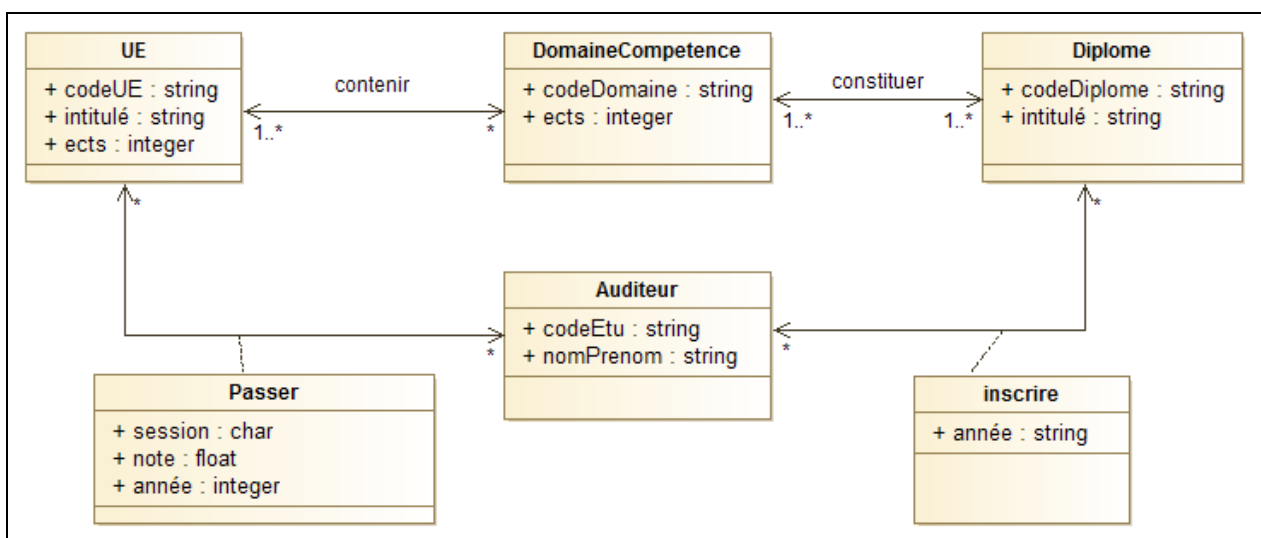 UE
+ codeUE : string
+ intitulé : string
+ ects : integer
contenir
1..*
*
DomaineCompetence
+ codeDomaine : string
+ ects : integer
constituer
1..*
1..*
Diplome
+ codeDiplome : string
+ intitulé : string
*
*
Auditeur
+ codeEtu : string
+ nomPrenom : string
*
*
Passer
+ session : char
+ note : float
+ année : integer
inscrire
+ année : string